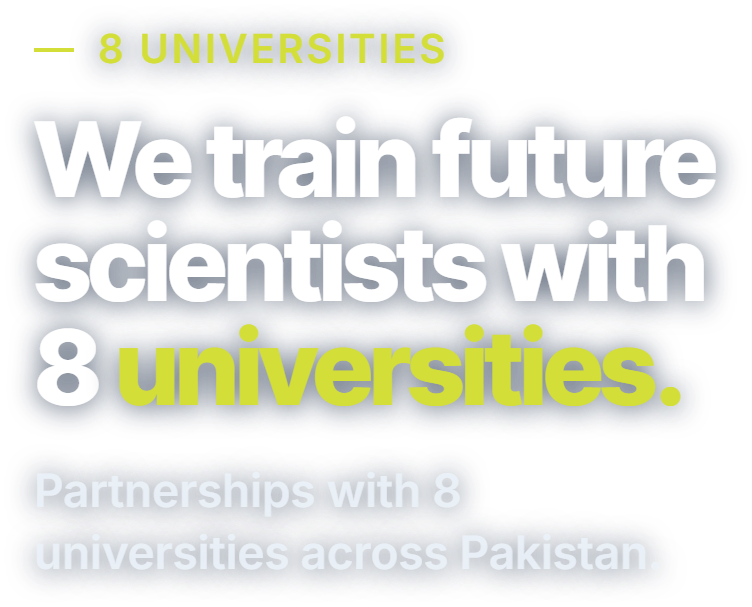 8 UNIVERSITIES
We train future
scientists with
8 universities.
Partnerships with 8
universities across Pakistan.